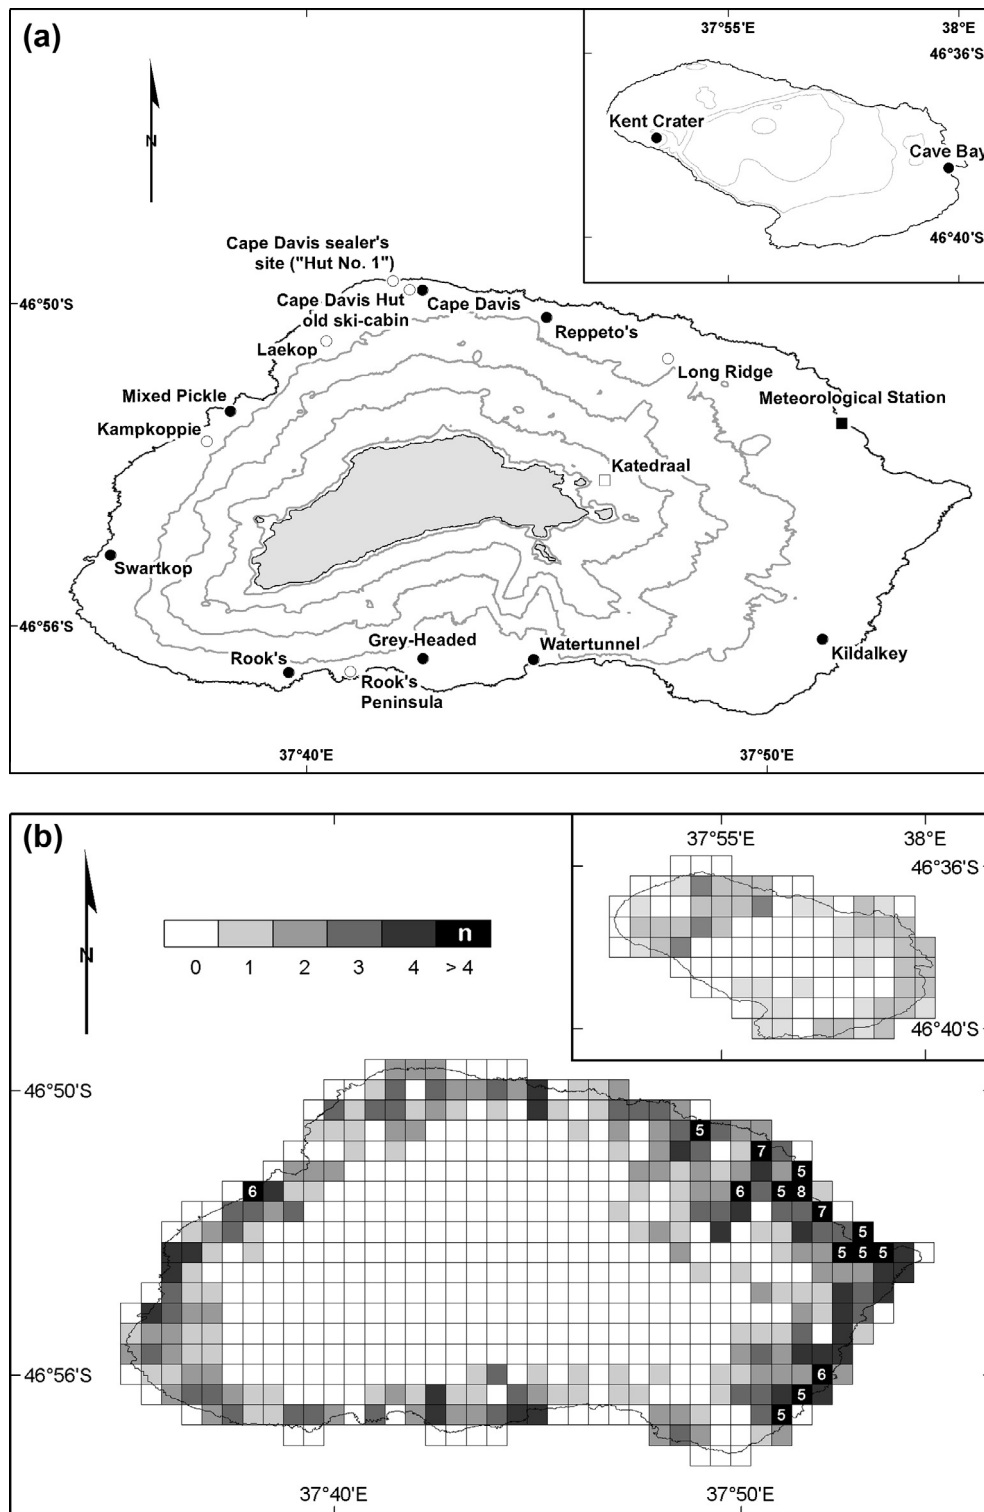 (a)
37°55'E
38°E
46°36'S
Kent Crater
Cave Bay
46°40'S
N
Cape Davis sealer's
site ("Hut No. 1")
46°50'S
Cape Davis Hut
old ski-cabin
Cape Davis
Reppeto's
Laekop
Long Ridge
Mixed Pickle
Meteorological Station
Kampkoppie
Katedraal
Swartkop
46°56'S
Grey-Headed
Watertunnel
Rook's
Kildalkey
Rook's
Peninsula
37°40'E
37°50'E
(b)
37°55'E
38°E
46°36'S
n
0 1 2 3 4 > 4
N
46°40'S
46°50'S
5
7
5
6 6 5 8
7
5
5 5 5
46°56'S
6
5
5
37°40'E
37°50'E